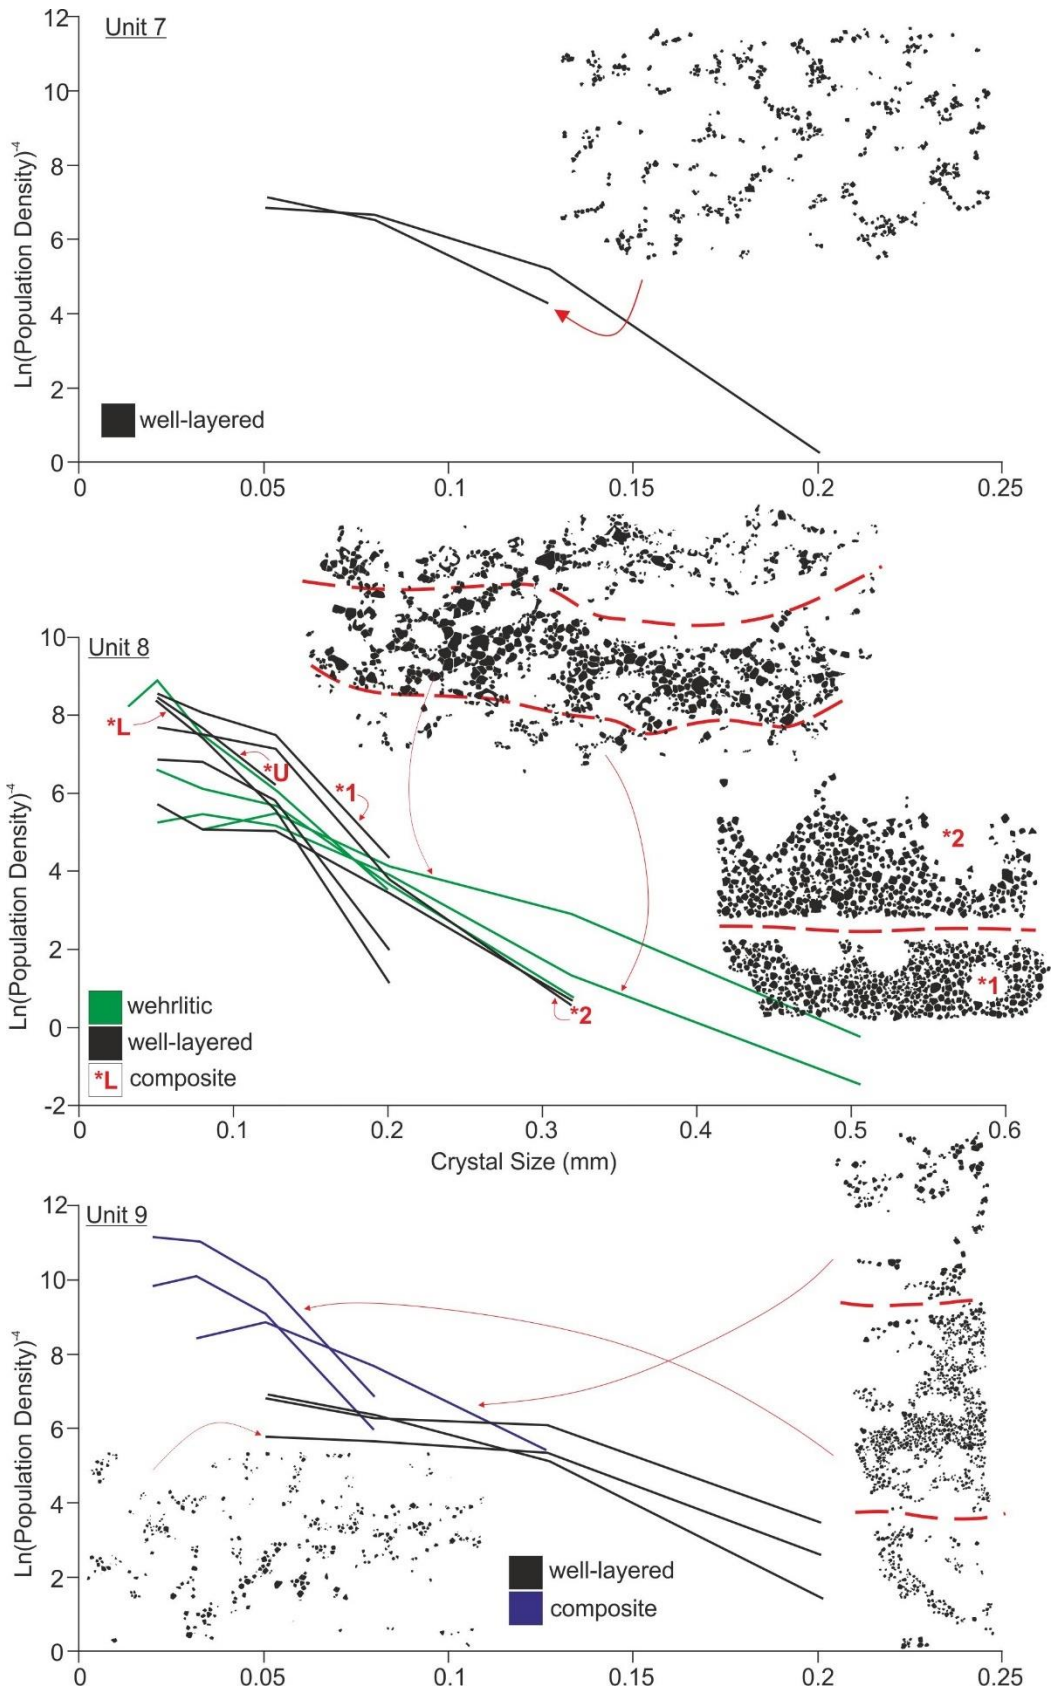 Unit 7
12
10
8
6
4
2
0
Ln(Population Density)⁻⁴
well-layered
0 0.05 0.1 0.15 0.2 0.25
Unit 8
10
8
6
4
2
0
-2
Ln(Population Density)⁻⁴
*L
*U
*1
*2
*2
*1
wehrlitic
well-layered
*L composite
0 0.1 0.2 0.3 0.4 0.5 0.6
Crystal Size (mm)
Unit 9
12
10
8
6
4
2
0
Ln(Population Density)⁻⁴
well-layered
composite
0 0.05 0.1 0.15 0.2 0.25